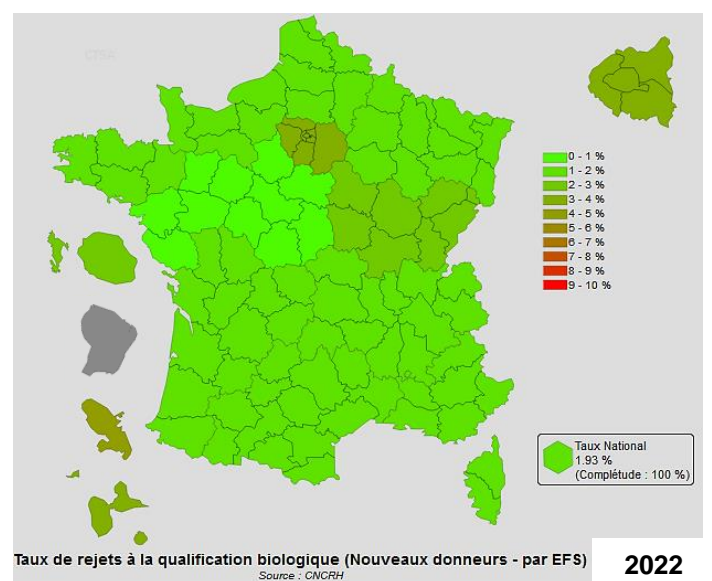 0 - 1 %
1 - 2 %
2 - 3 %
3 - 4 %
4 - 5 %
5 - 6 %
6 - 7 %
7 - 8 %
8 - 9 %
9 - 10 %
Taux National
1.93 %
(Complétude : 100 %)
Taux de rejets à la qualification biologique (Nouveaux donneurs - par EFS)
Source : CNCRH
2022